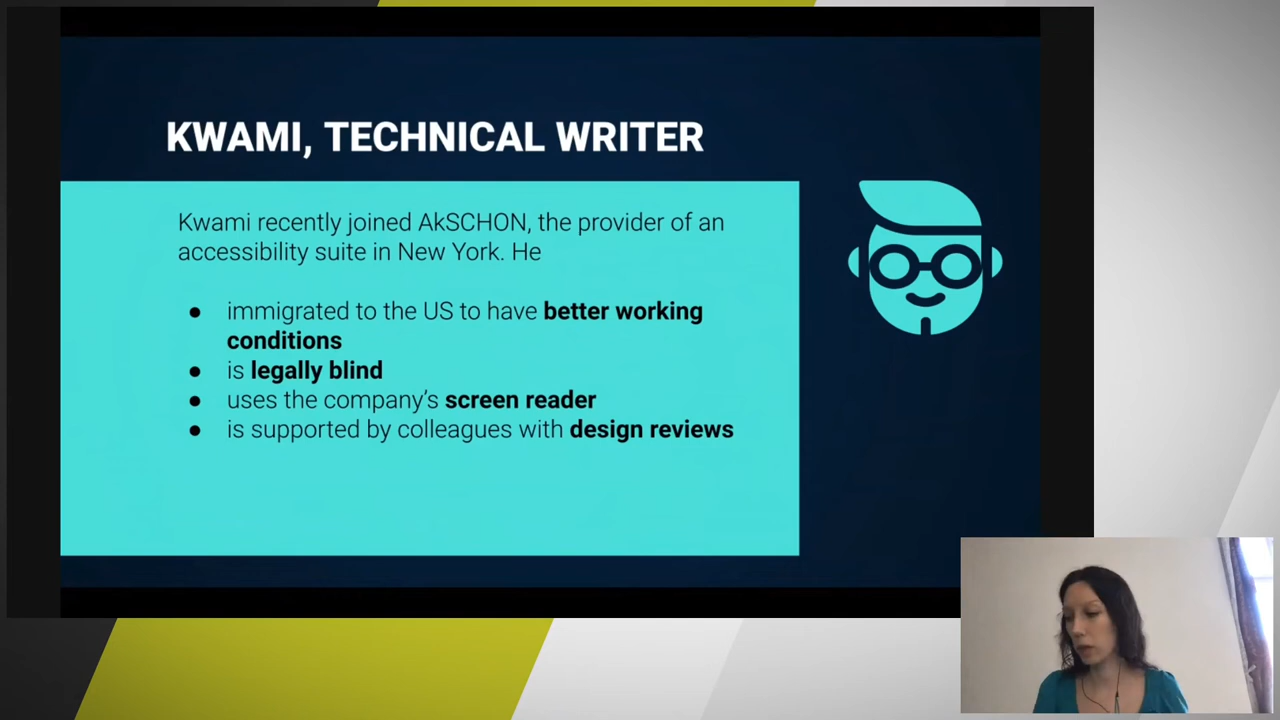 KWAMI, TECHNICAL WRITER
Kwami recently joined AkSCHON, the provider of an
accessibility suite in New York. He
● immigrated to the US to have better working
conditions
● is legally blind
● uses the company’s screen reader
● is supported by colleagues with design reviews